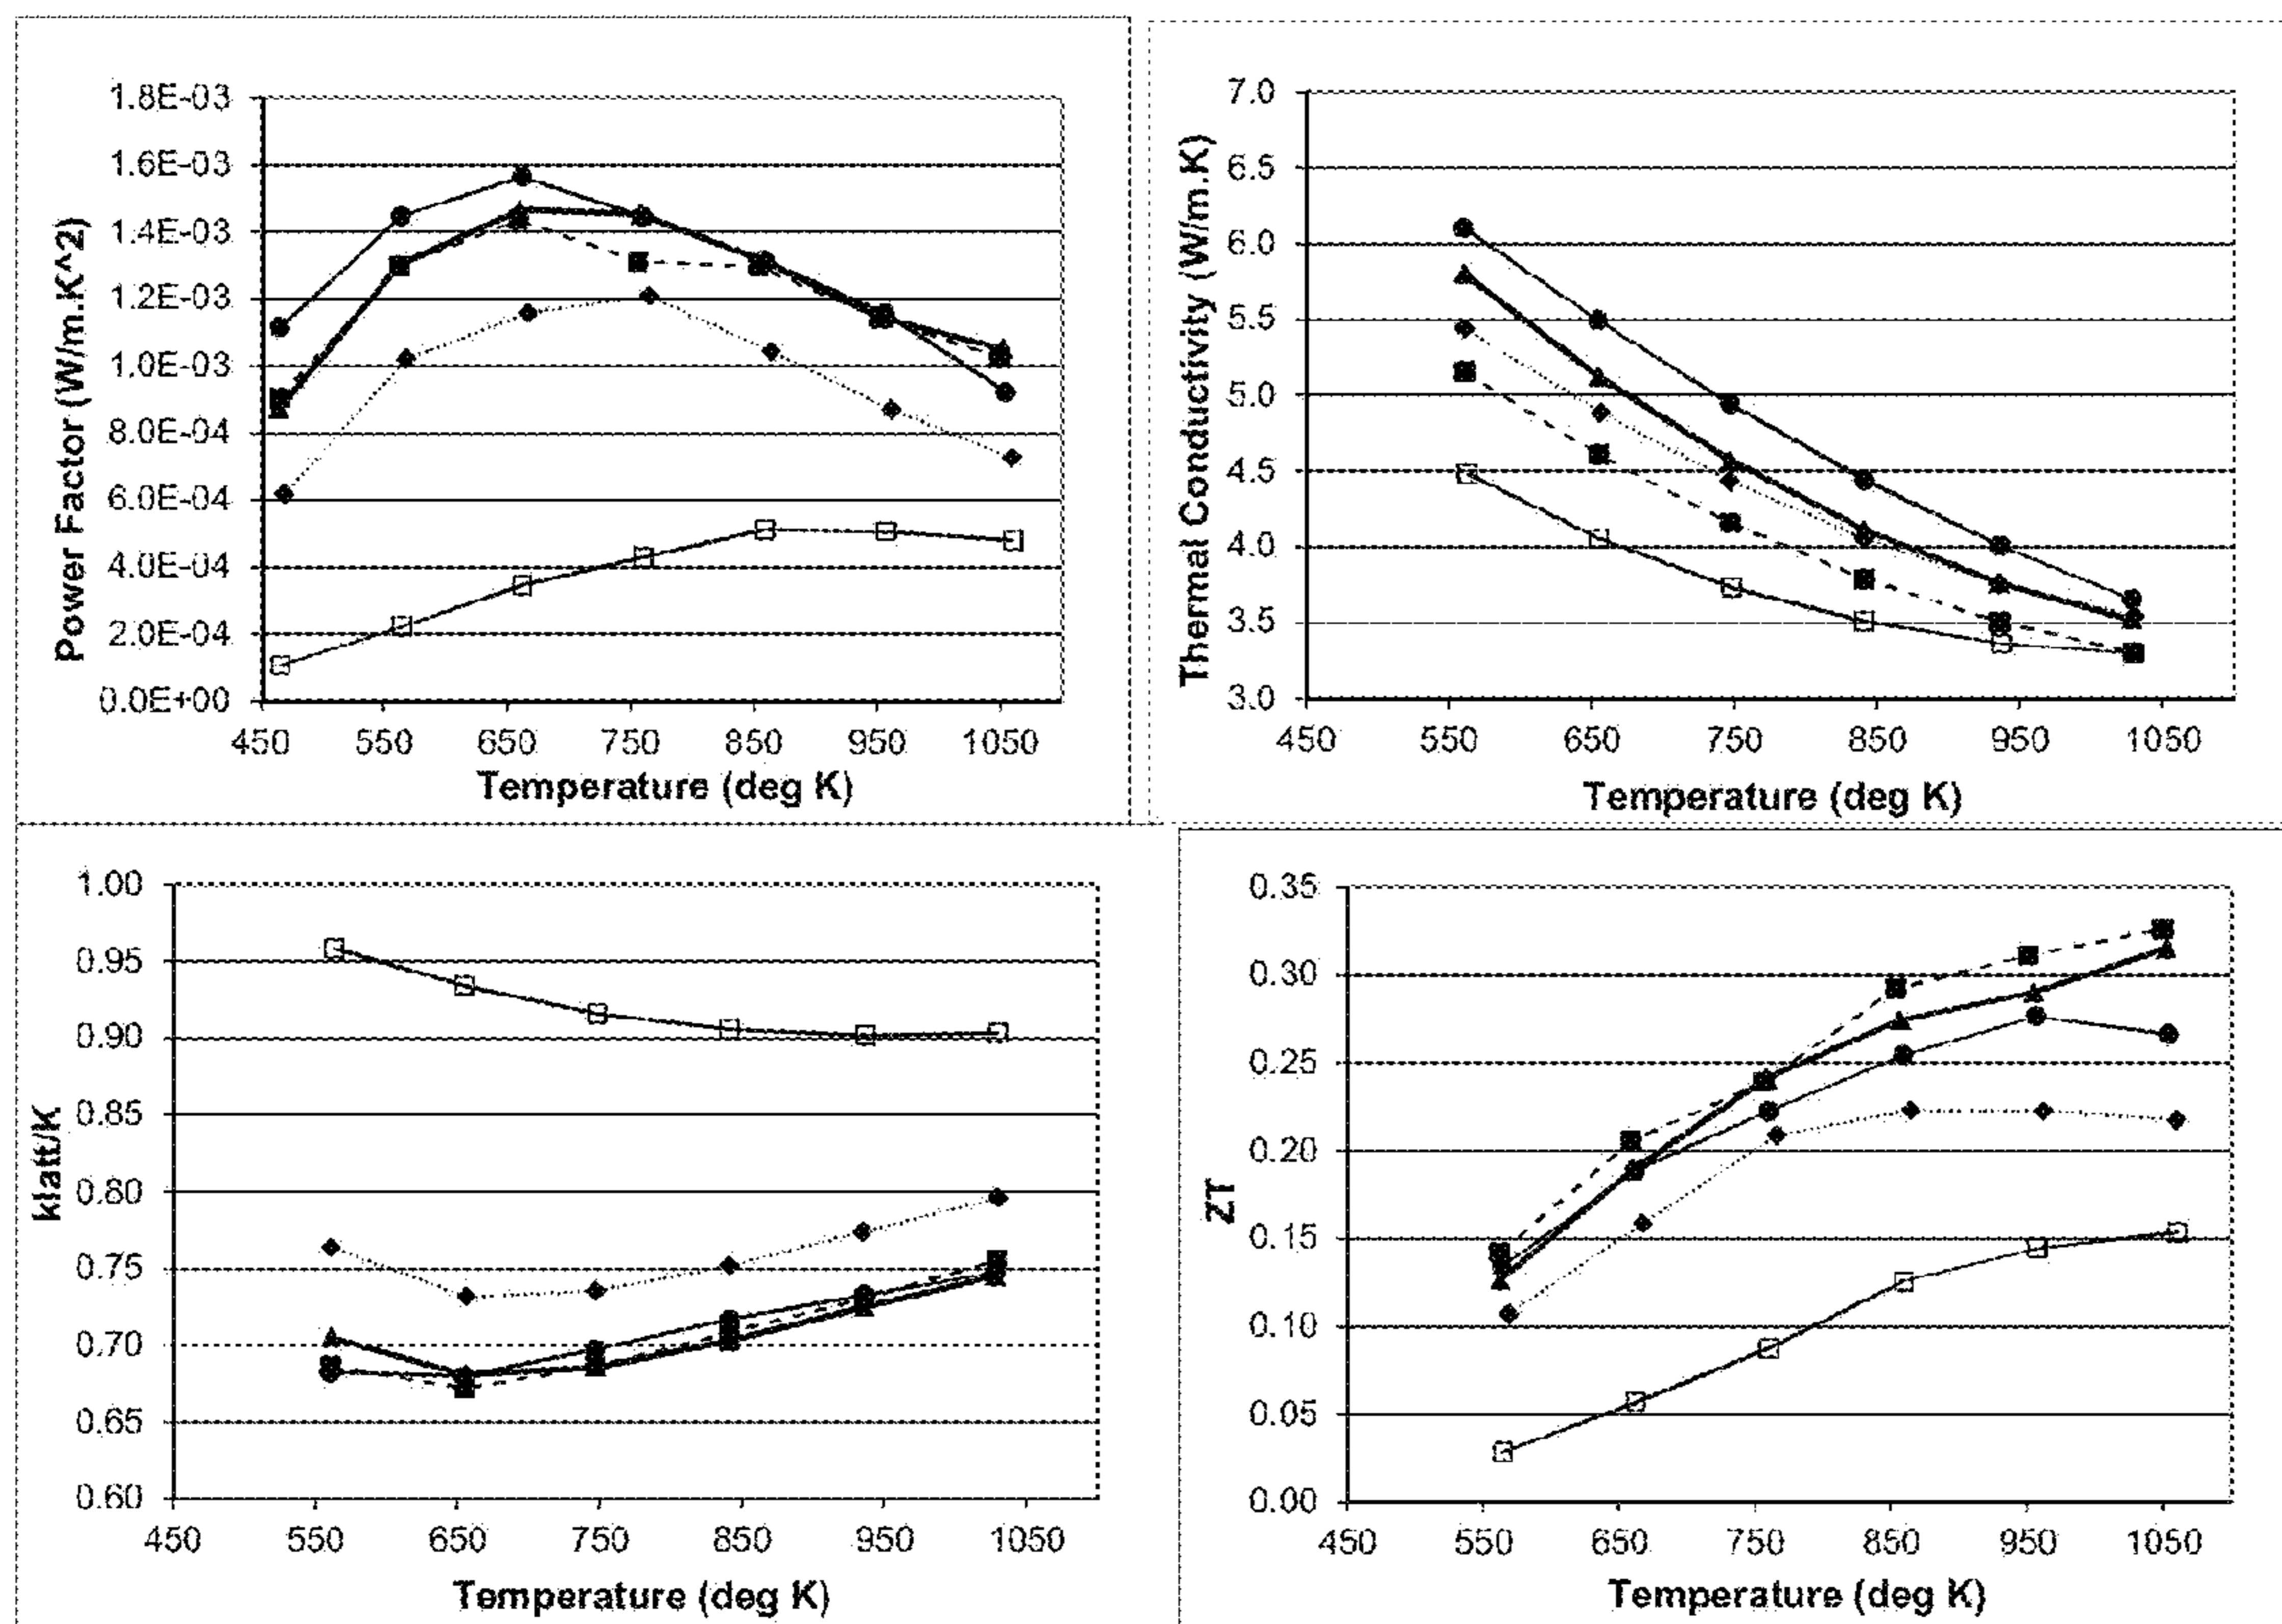 Power Factor (W/m.K^2)
1.8E-03
1.6E-03
1.4E-03
1.2E-03
1.0E-03
8.0E-04
6.0E-04
4.0E-04
2.0E-04
0.0E+00
450 550 650 750 850 950 1050
Temperature (deg K)
Thermal Conductivity (W/m.K)
7.0
6.5
6.0
5.5
5.0
4.5
4.0
3.5
3.0
450 550 650 750 850 950 1050
Temperature (deg K)
klatt/K
1.00
0.95
0.90
0.85
0.80
0.75
0.70
0.65
0.60
450 550 650 750 850 950 1050
Temperature (deg K)
ZT
0.35
0.30
0.25
0.20
0.15
0.10
0.05
0.00
450 550 650 750 850 950 1050
Temperature (deg K)